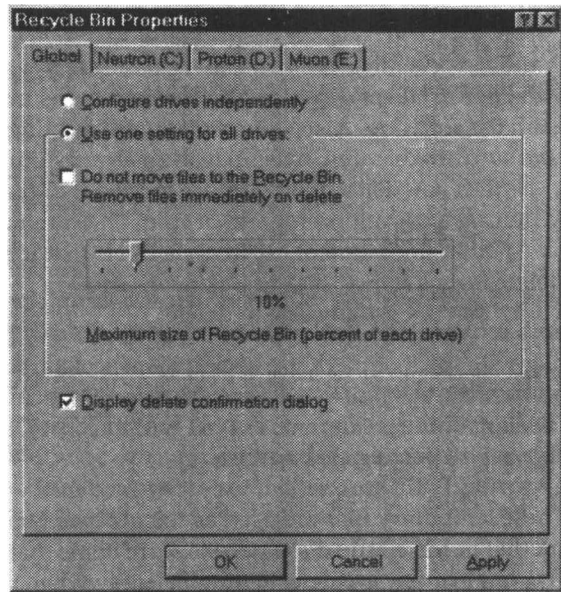 Recycle Bin Properties
Global
Neutron (C:)
Proton (D:)
Muon (E:)
Configure drives independently
Use one setting for all drives:
Do not move files to the Recycle Bin.
Remove files immediately on delete
10%
Maximum size of Recycle Bin (percent of each drive)
Display delete confirmation dialog
OK
Cancel
Apply